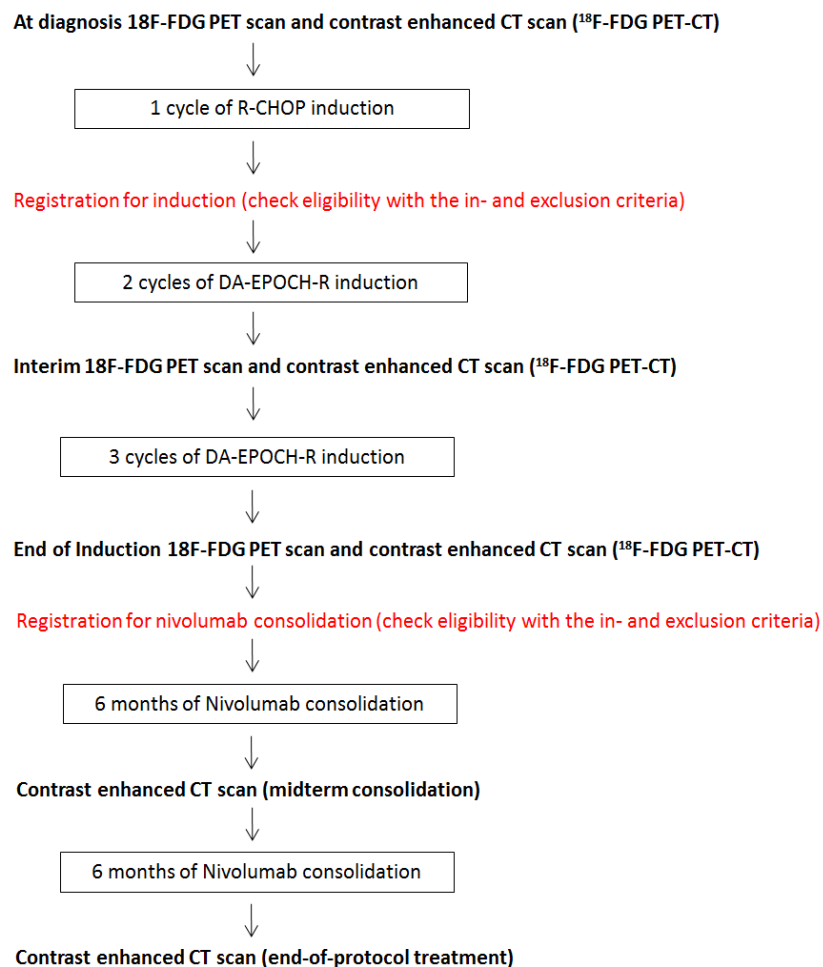 At diagnosis 18F-FDG PET scan and contrast enhanced CT scan (¹⁸F-FDG PET-CT)
1 cycle of R-CHOP induction
Registration for induction (check eligibility with the in- and exclusion criteria)
2 cycles of DA-EPOCH-R induction
Interim 18F-FDG PET scan and contrast enhanced CT scan (¹⁸F-FDG PET-CT)
3 cycles of DA-EPOCH-R induction
End of Induction 18F-FDG PET scan and contrast enhanced CT scan (¹⁸F-FDG PET-CT)
Registration for nivolumab consolidation (check eligibility with the in- and exclusion criteria)
6 months of Nivolumab consolidation
Contrast enhanced CT scan (midterm consolidation)
6 months of Nivolumab consolidation
Contrast enhanced CT scan (end-of-protocol treatment)